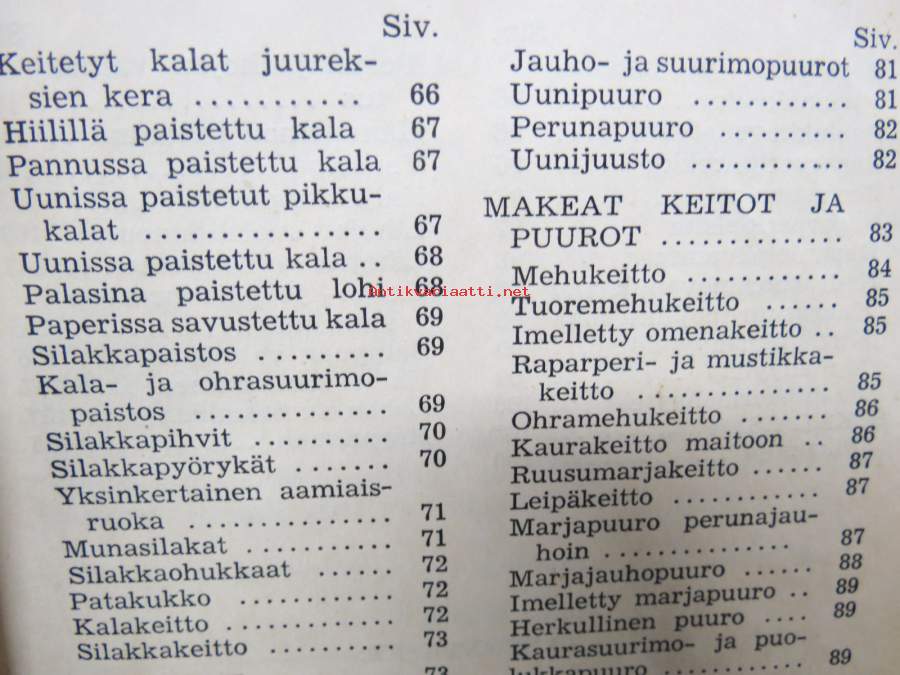 Siv.
Keitetyt kalat juurek-
sien kera ........... 66
Hiilillä paistettu kala 67
Pannussa paistettu kala 67
Uunissa paistetut pikku-
kalat ................ 67
Uunissa paistettu kala .. 68
Palasina paistettu lohi 68
Paperissa savustettu kala 69
Silakkapaistos ......... 69
Kala- ja ohrasuurimo-
paistos .............. 69
Silakkapihvit .......... 70
Silakkapyörykät ....... 70
Yksinkertainen aamiais-
ruoka ............... 71
Munasilakat ........... 71
Silakkaohukkaat ...... 72
Patakukko ............ 72
Kalakeitto ............. 72
Silakkakeitto .......... 73
73
Siv.
Jauho- ja suurimopuurot 81
Uunipuuro ............ 81
Perunapuuro .......... 82
Uunijuusto ............ 82
MAKEAT KEITOT JA
PUUROT .............. 83
Mehukeitto ............ 84
Tuoremehukeitto ...... 85
Imelletty omenakeitto .. 85
Raparperi- ja mustikka-
keitto ............... 85
Ohramehukeitto ....... 86
Kaurakeitto maitoon .. 86
Ruusumarjakeitto ...... 87
Leipäkeitto ............ 87
Marjapuuro perunajau-
hoin ................ 87
Marjajauhopuuro ...... 88
Imelletty marjapuuro .. 89
Herkullinen puuro .... 89
Kaurasuurimo- ja puo-
lukkapuuro ............ 89
antikvariaatti.net